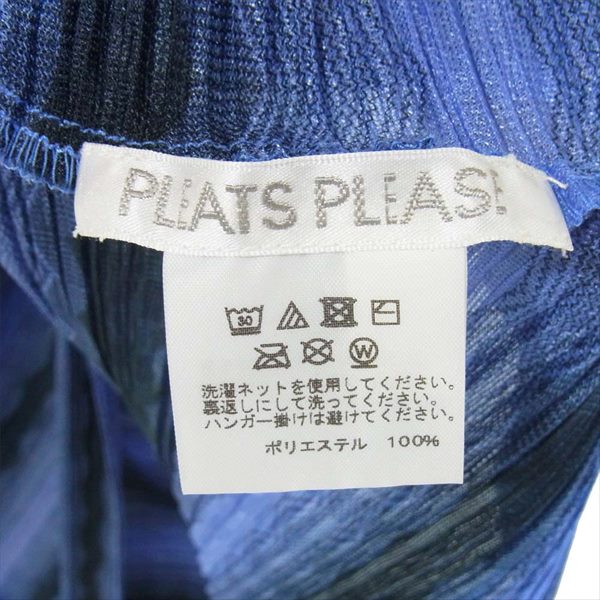 PLEATS PLEASE
30
W
洗濯ネットを使用してください。
裏返しにして洗ってください。
ハンガー掛けは避けてください。
ポリエステル 100%